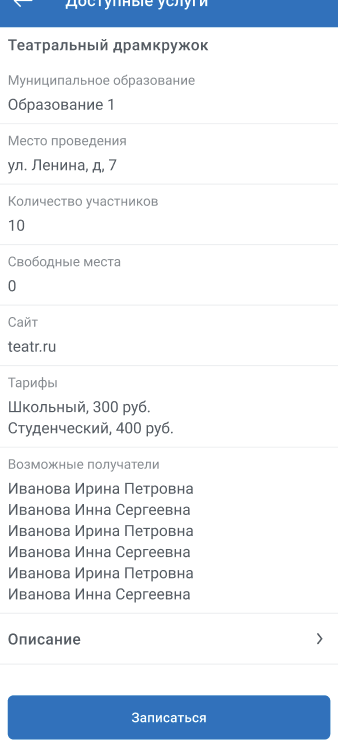 Доступные услуги
Театральный драмкружок
Муниципальное образование
Образование 1
Место проведения
ул. Ленина, д, 7
Количество участников
10
Свободные места
0
Сайт
teatr.ru
Тарифы
Школьный, 300 руб.
Студенческий, 400 руб.
Возможные получатели
Иванова Ирина Петровна
Иванова Инна Сергеевна
Иванова Ирина Петровна
Иванова Инна Сергеевна
Иванова Ирина Петровна
Иванова Инна Сергеевна
Описание
Записаться